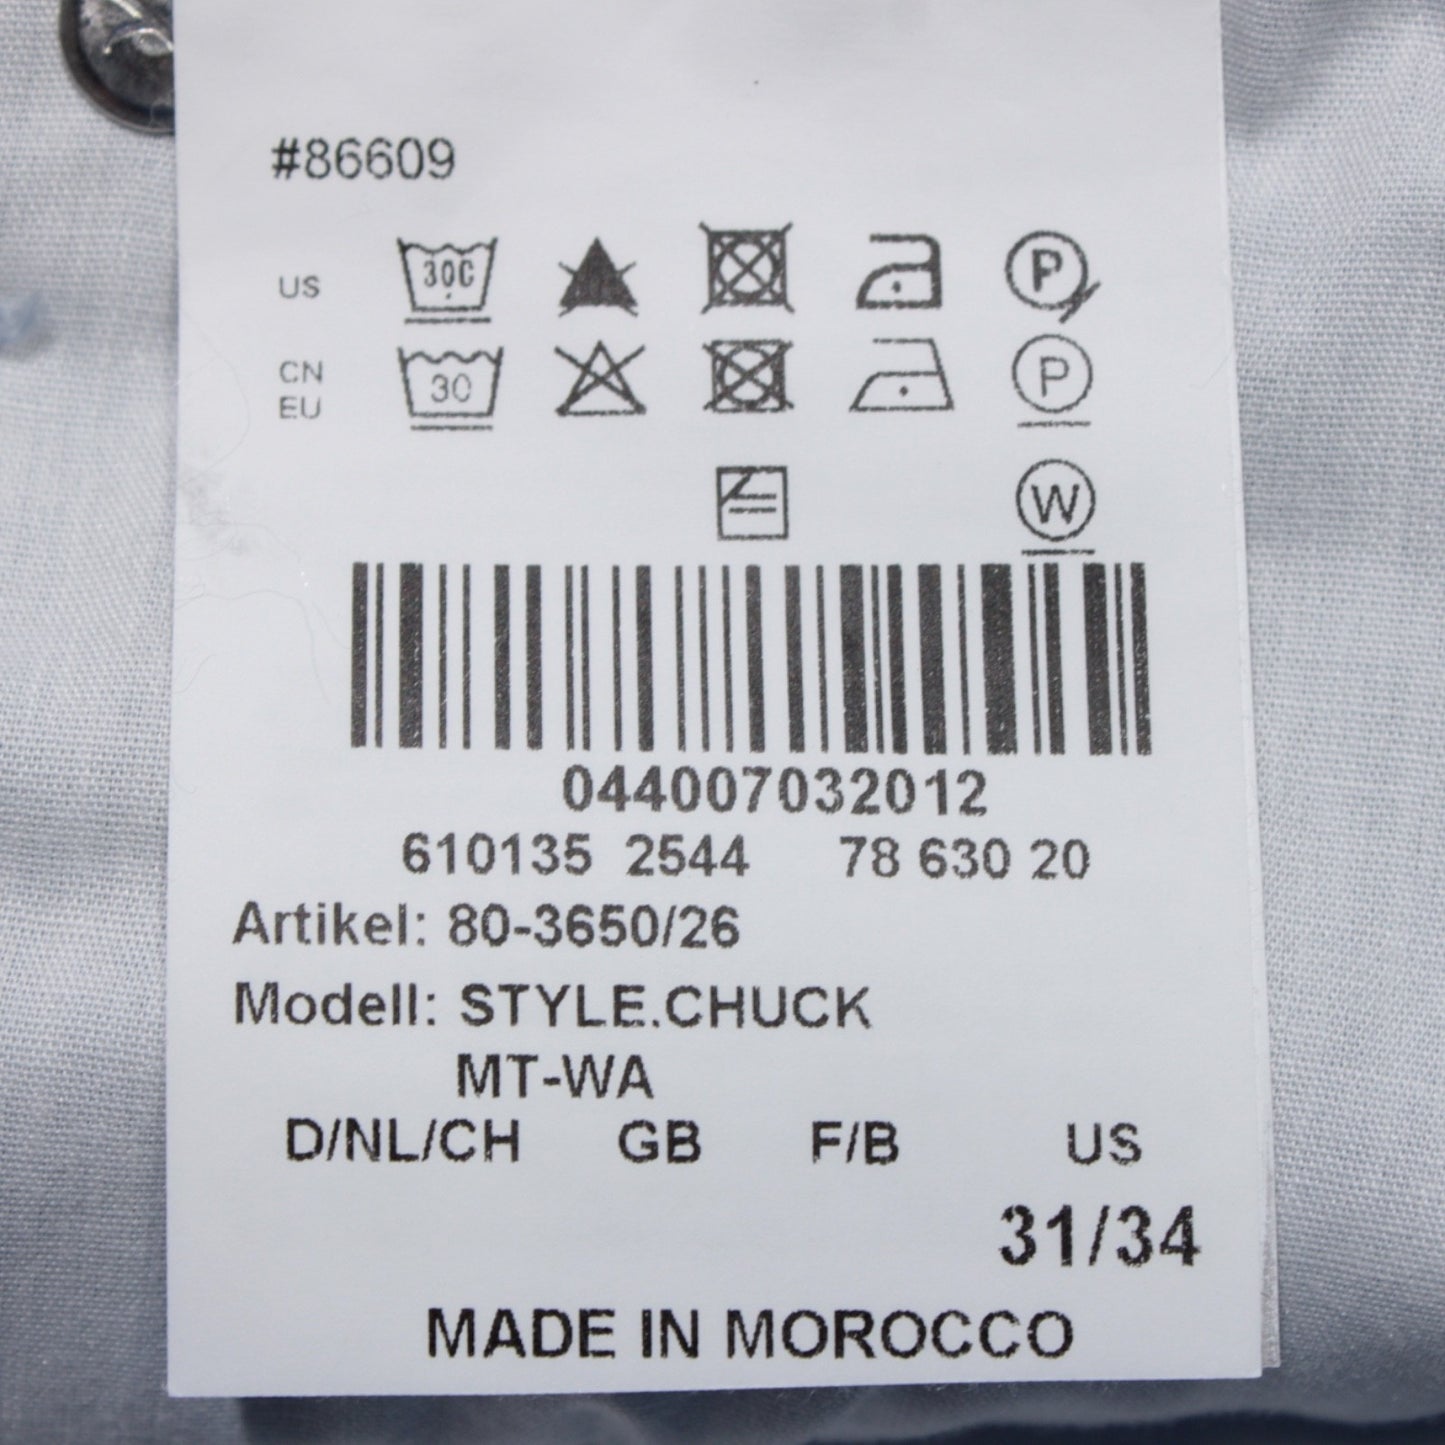 #86609
US 30C P
CN
EU 30 P
W
044007032012
610135 2544 78 630 20
Artikel: 80-3650/26
Modell: STYLE.CHUCK
MT-WA
D/NL/CH GB F/B US
31/34
MADE IN MOROCCO